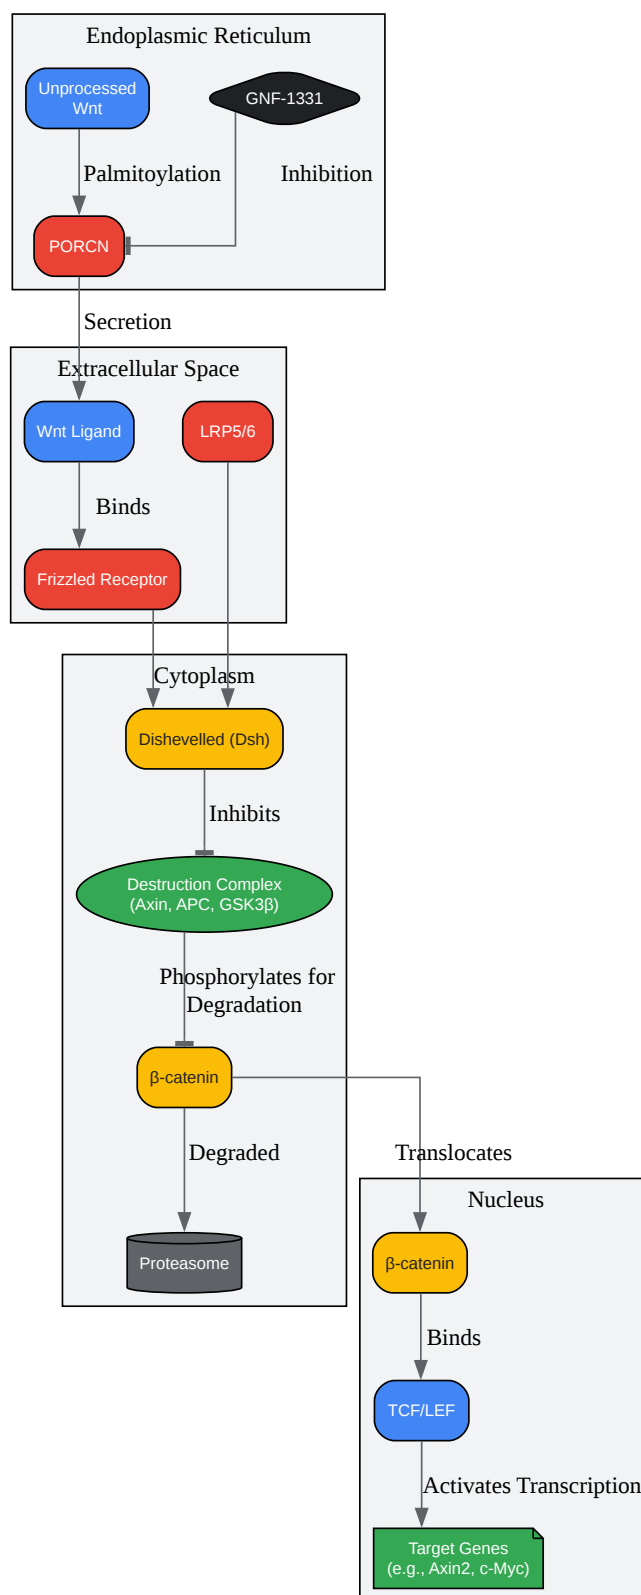 Endoplasmic Reticulum
Unprocessed
Wnt
GNF-1331
Palmitoylation
Inhibition
PORCN
Secretion
Extracellular Space
Wnt Ligand
LRP5/6
Binds
Frizzled Receptor
Cytoplasm
Dishevelled (Dsh)
Inhibits
Destruction Complex
(Axin, APC, GSK3β)
Phosphorylates for
Degradation
β-catenin
Degraded
Translocates
Nucleus
Proteasome
β-catenin
Binds
TCF/LEF
Activates Transcription
Target Genes
(e.g., Axin2, c-Myc)